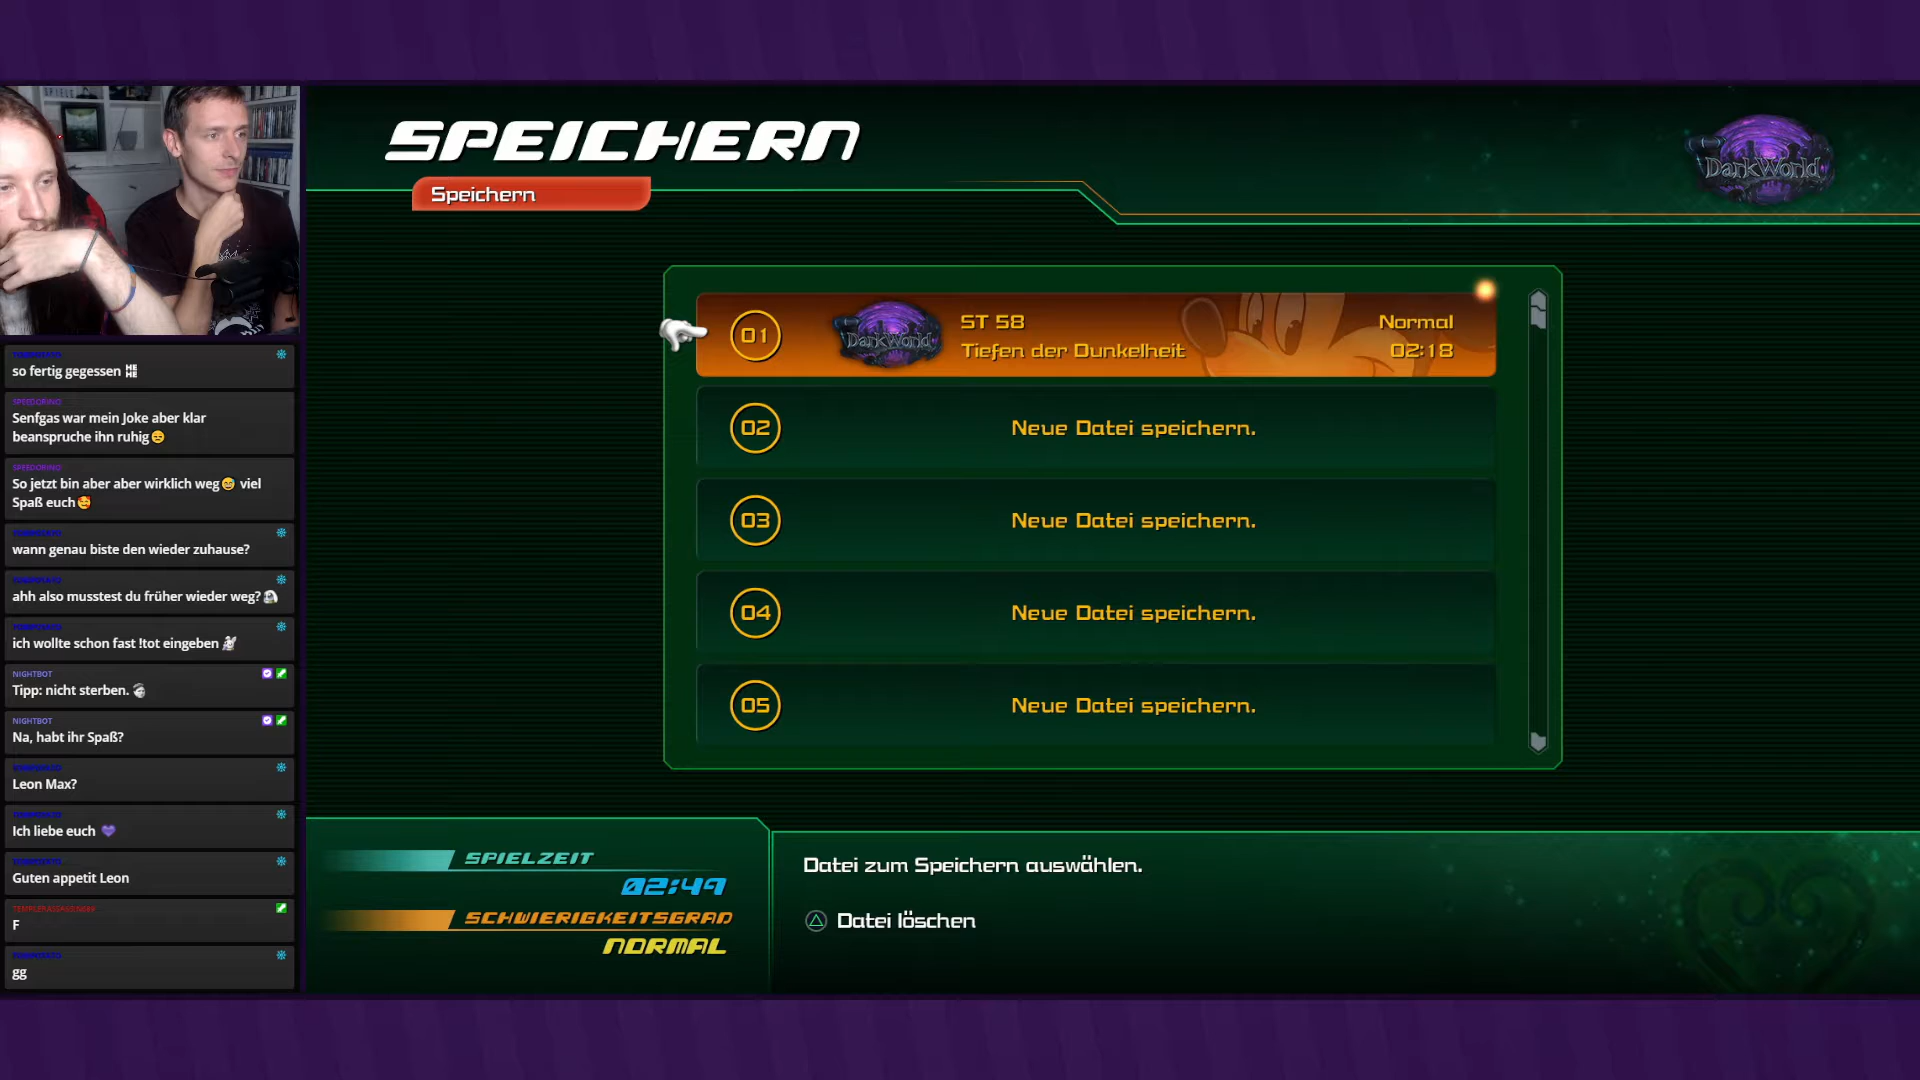 SPEICHERN
Speichern
DarkWorld
01
DarkWorld
ST 58
Tiefen der Dunkelheit
Normal
02:18
02
Neue Datei speichern.
03
Neue Datei speichern.
04
Neue Datei speichern.
05
Neue Datei speichern.
SPIELZEIT
02:49
SCHWIERIGKEITSGRAD
NORMAL
Datei zum Speichern auswählen.
Datei löschen
so fertig gegessen HE HE
SPEEDORINO
Senfgas war mein Joke aber klar
beanspruche ihn ruhig
SPEEDORINO
So jetzt bin aber aber wirklich weg viel
Spaß euch
wann genau biste den wieder zuhause?
ahh also musstest du früher wieder weg?
ich wollte schon fast !tot eingeben
NIGHTBOT
Tipp: nicht sterben.
NIGHTBOT
Na, habt ihr Spaß?
Leon Max?
Ich liebe euch
Guten appetit Leon
F
gg